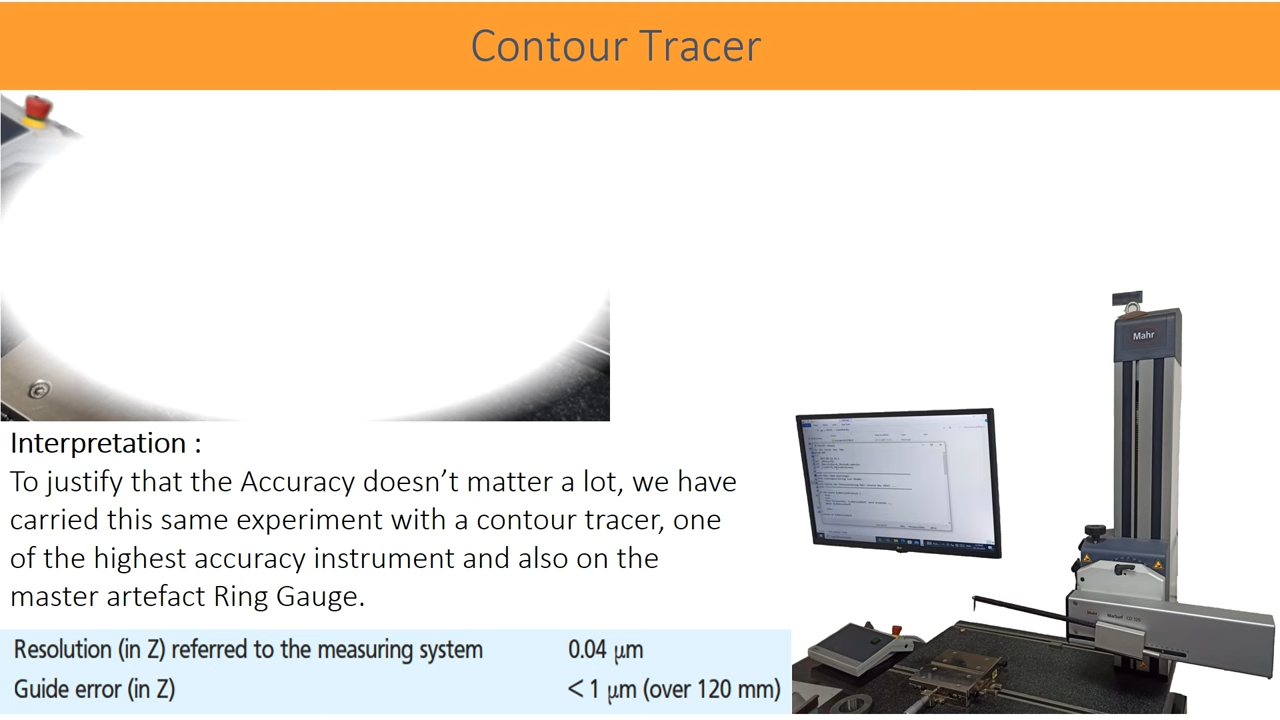 Contour Tracer
Mahr
Interpretation :
To justify that the Accuracy doesn’t matter a lot, we have
carried this same experiment with a contour tracer, one
of the highest accuracy instrument and also on the
master artefact Ring Gauge.
Resolution (in Z) referred to the measuring system 0.04 μm
Guide error (in Z) < 1 μm (over 120 mm)